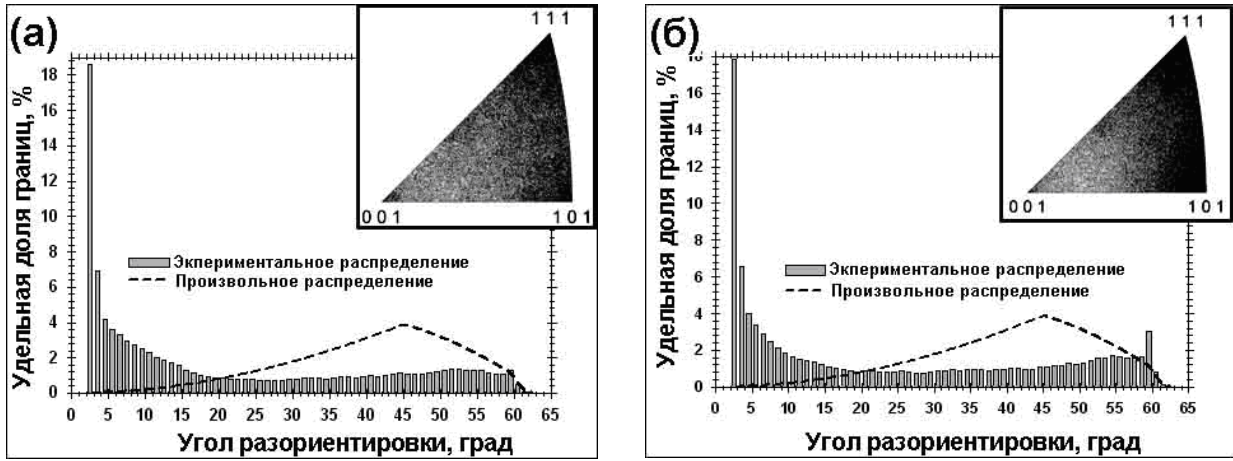 (а)
1 1 1
0 0 1
1 0 1
Удельная доля границ, %
18
16
14
12
10
8
6
4
2
0
Экпериментальное распределение
Произвольное распределение
0 5 10 15 20 25 30 35 40 45 50 55 60 65
Угол разориентировки, град
(б)
1 1 1
0 0 1
1 0 1
Удельная доля границ, %
18
16
14
12
10
8
6
4
2
0
Экпериментальное распределение
Произвольное распределение
0 5 10 15 20 25 30 35 40 45 50 55 60 65
Угол разориентировки, град